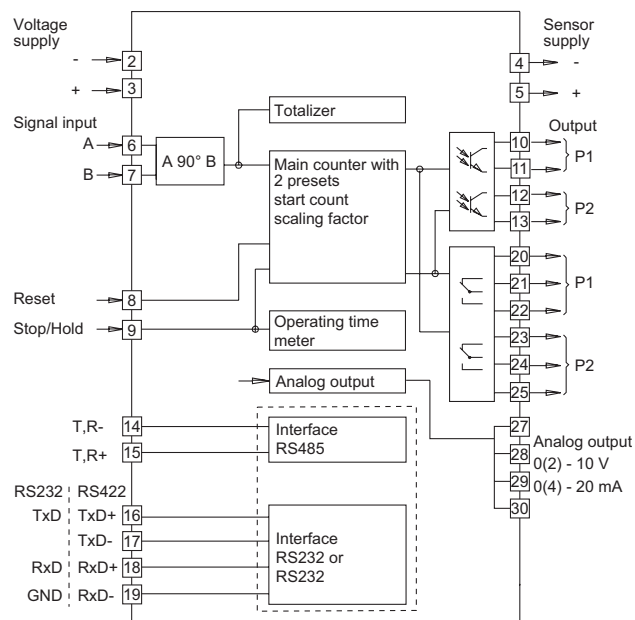 Voltage
supply
- 2
+ 3
Signal input
A 6
B 7
A 90° B
Totalizer
Main counter with
2 presets
start count
scaling factor
Reset 8
Stop/Hold 9
Operating time
meter
Analog output
T,R- 14
T,R+ 15
Interface
RS485
RS232 RS422
TxD TxD+ 16
TxD- 17
RxD RxD+ 18
GND RxD- 19
Interface
RS232 or
RS232
Sensor
supply
4 -
5 +
Output
10
11
P1
12
13
P2
20
21
22
P1
23
24
25
P2
27
28
29
30
Analog output
0(2) - 10 V
0(4) - 20 mA